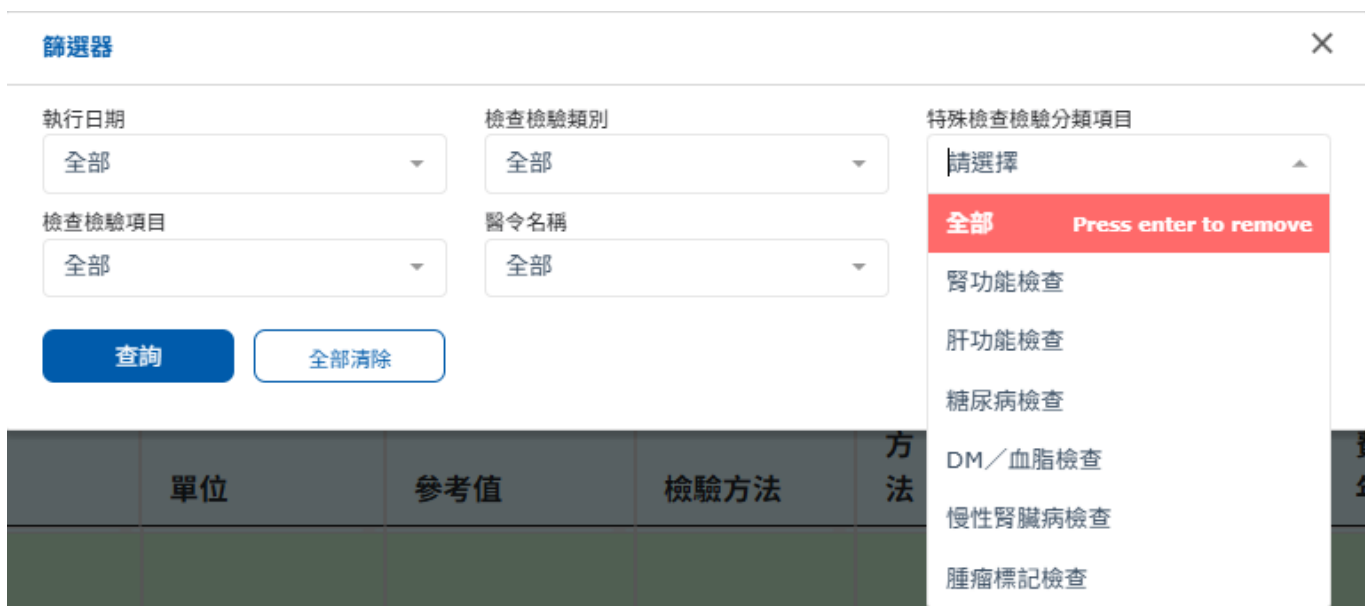 篩選器
執行日期
全部
檢查檢驗類別
全部
特殊檢查檢驗分類項目
請選擇
檢查檢驗項目
全部
醫令名稱
全部
全部 Press enter to remove
腎功能檢查
肝功能檢查
糖尿病檢查
DM／血脂檢查
慢性腎臟病檢查
腫瘤標記檢查
查詢
全部清除
單位
參考值
檢驗方法
方
法